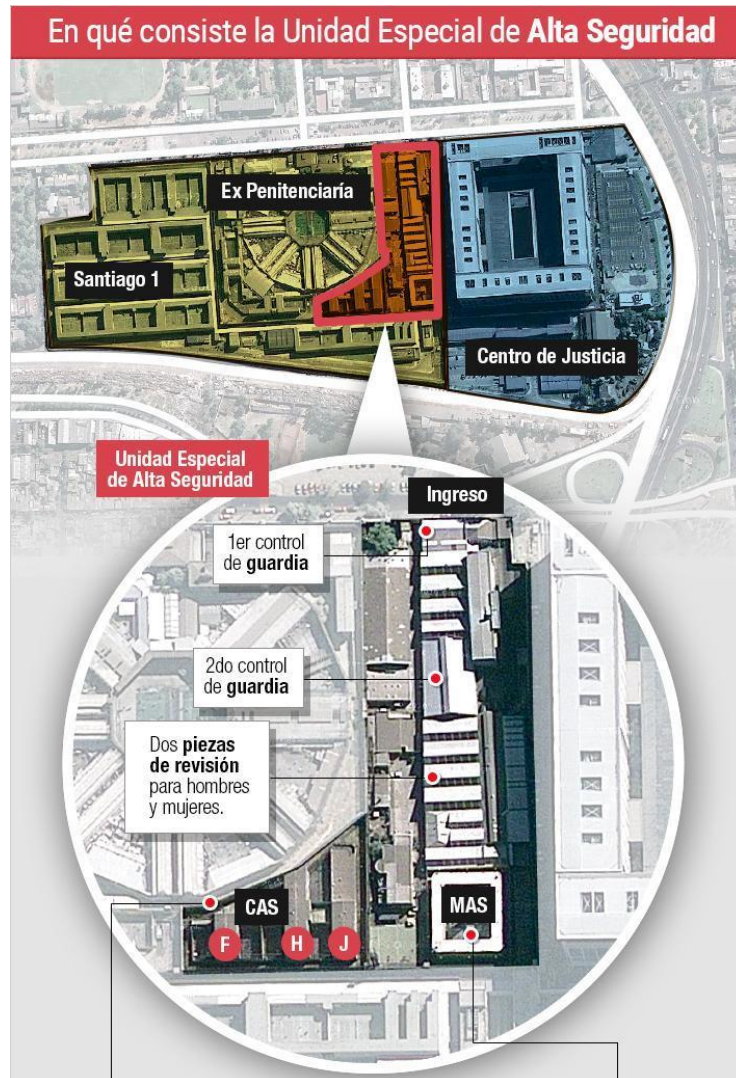 En qué consiste la Unidad Especial de Alta Seguridad
Ex Penitenciaría
Santiago 1
Centro de Justicia
Unidad Especial
de Alta Seguridad
Ingreso
1er control
de guardia
2do control
de guardia
Dos piezas
de revisión
para hombres
y mujeres.
CAS
MAS
F
H
J